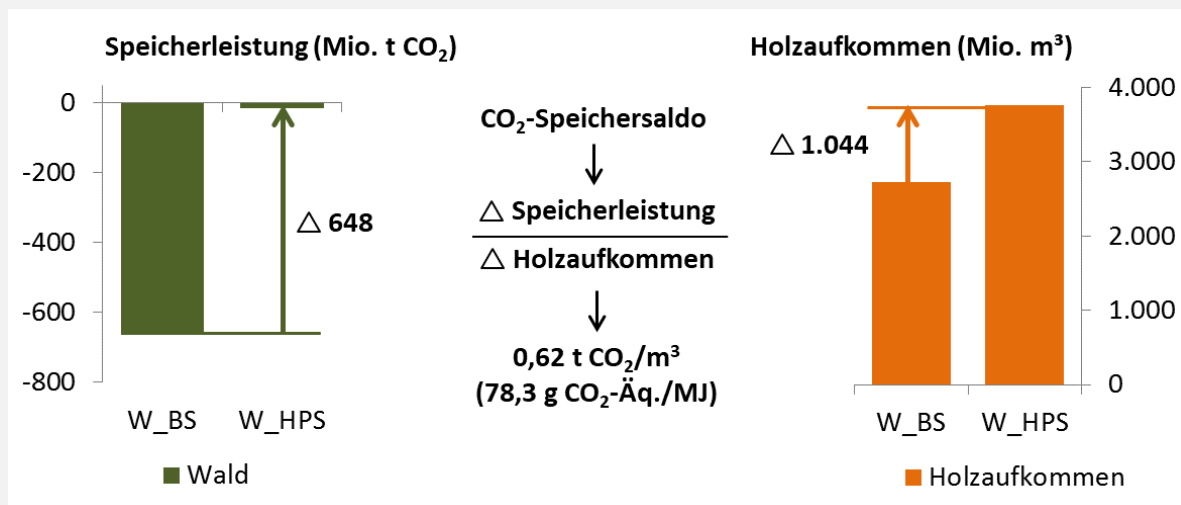 Speicherleistung (Mio. t CO₂)
0
-200
-400
-600
-800
△ 648
W_BS
W_HPS
Wald
CO₂-Speichersaldo
△ Speicherleistung
△ Holzaufkommen
0,62 t CO₂/m³
(78,3 g CO₂-Äq./MJ)
Holzaufkommen (Mio. m³)
4.000
3.000
2.000
1.000
0
△ 1.044
W_BS
W_HPS
Holzaufkommen